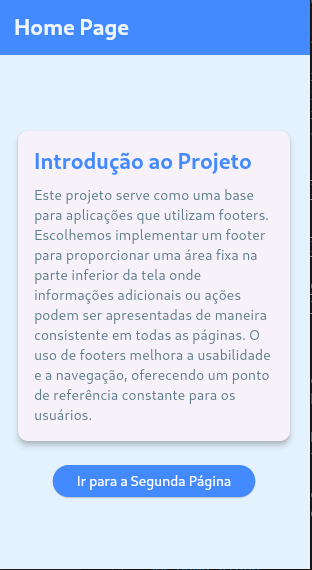 Home Page
Introdução ao Projeto
Este projeto serve como uma base
para aplicações que utilizam footers.
Escolhemos implementar um footer
para proporcionar uma área fixa na
parte inferior da tela onde
informações adicionais ou ações
podem ser apresentadas de maneira
consistente em todas as páginas. O
uso de footers melhora a usabilidade
e a navegação, oferecendo um ponto
de referência constante para os
usuários.
Ir para a Segunda Página